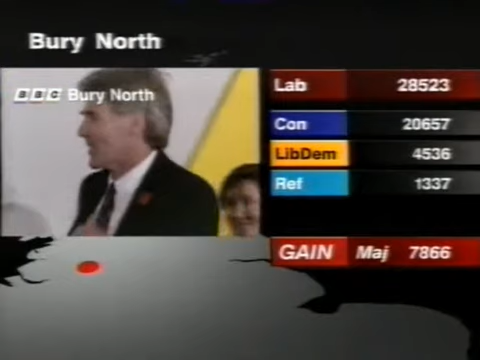 Bury North
BBC Bury North
Lab 28523
Con 20657
LibDem 4536
Ref 1337
GAIN Maj 7866